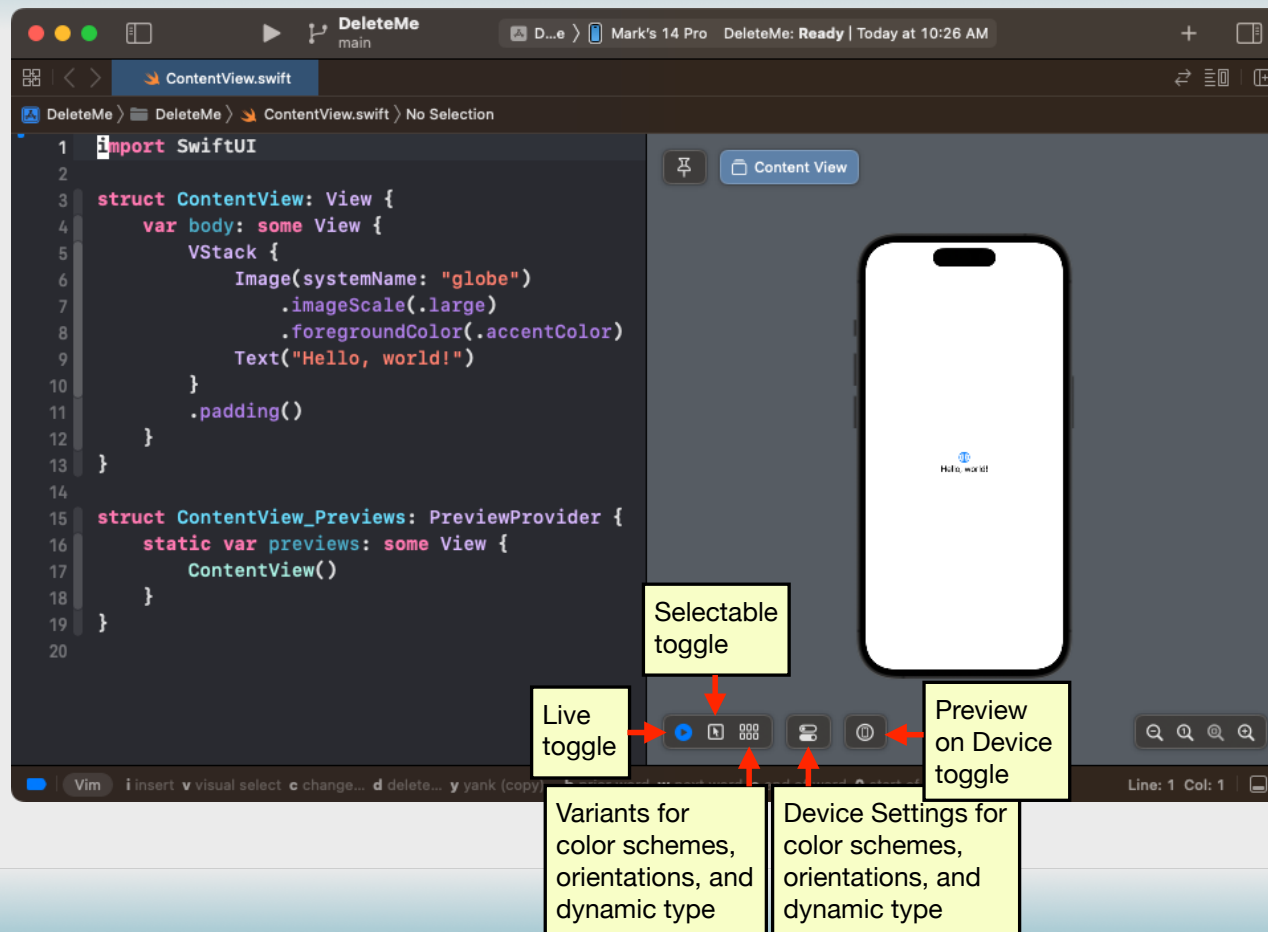 DeleteMe
main
D...e 〉 Mark's 14 Pro DeleteMe: Ready | Today at 10:26 AM
ContentView.swift
DeleteMe 〉 DeleteMe 〉 ContentView.swift 〉 No Selection
1 import SwiftUI
2
3 struct ContentView: View {
4 var body: some View {
5 VStack {
6 Image(systemName: "globe")
7 .imageScale(.large)
8 .foregroundColor(.accentColor)
9 Text("Hello, world!")
10 }
11 .padding()
12 }
13 }
14
15 struct ContentView_Previews: PreviewProvider {
16 static var previews: some View {
17 ContentView()
18 }
19 }
20
Content View
Hello, world!
Selectable
toggle
Live
toggle
Preview
on Device
toggle
Vim i insert v visual select c change... d delete... y yank (copy)
Line: 1 Col: 1
Variants for
color schemes,
orientations, and
dynamic type
Device Settings for
color schemes,
orientations, and
dynamic type